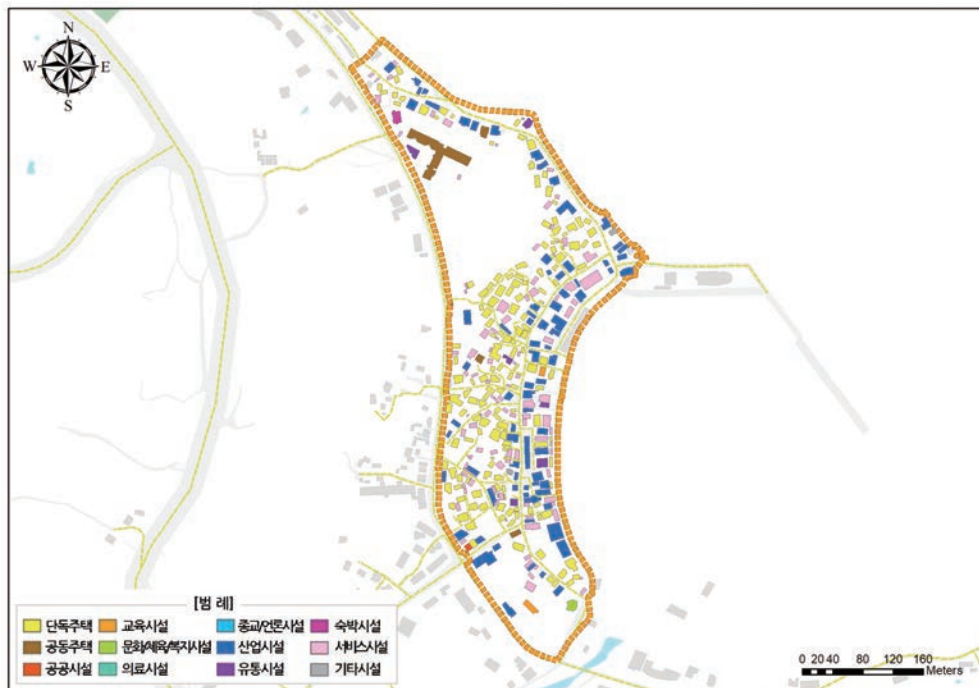 N
W E
S
[범 례]
단독주택 교육시설 종교/언론시설 숙박시설
공동주택 문화/체육/복지시설 산업시설 서비스시설
공공시설 의료시설 유통시설 기타시설
0 20 40 80 120 160
Meters